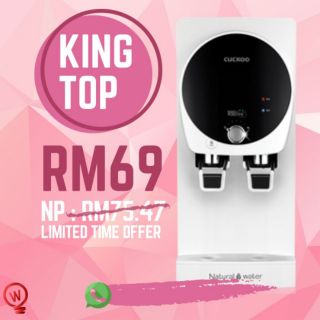 KING
TOP
CUCKOO
RM69
NP : RM75.47
LIMITED TIME OFFER
Natural water
W